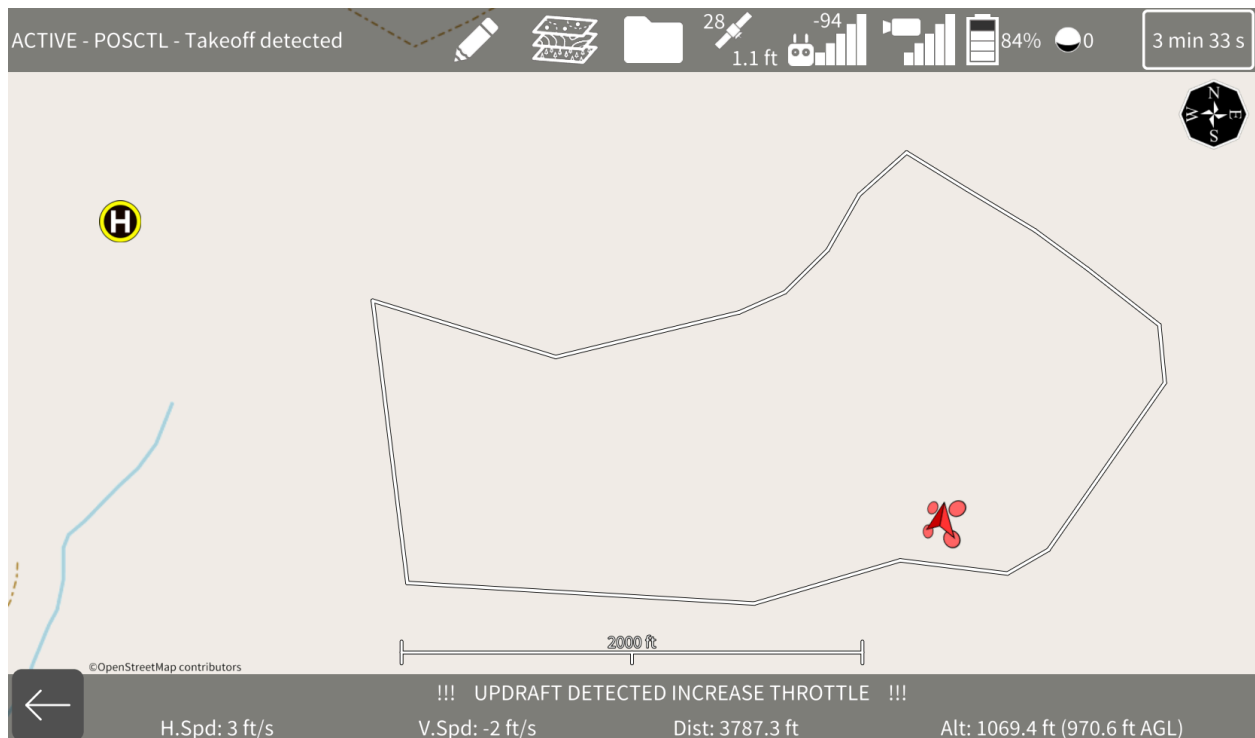 ACTIVE - POSCTL - Takeoff detected
28
1.1 ft
-94
84%
0
3 min 33 s
N
W
E
S
H
2000 ft
©OpenStreetMap contributors
!!! UPDRAFT DETECTED INCREASE THROTTLE !!!
H.Spd: 3 ft/s V.Spd: -2 ft/s Dist: 3787.3 ft Alt: 1069.4 ft (970.6 ft AGL)